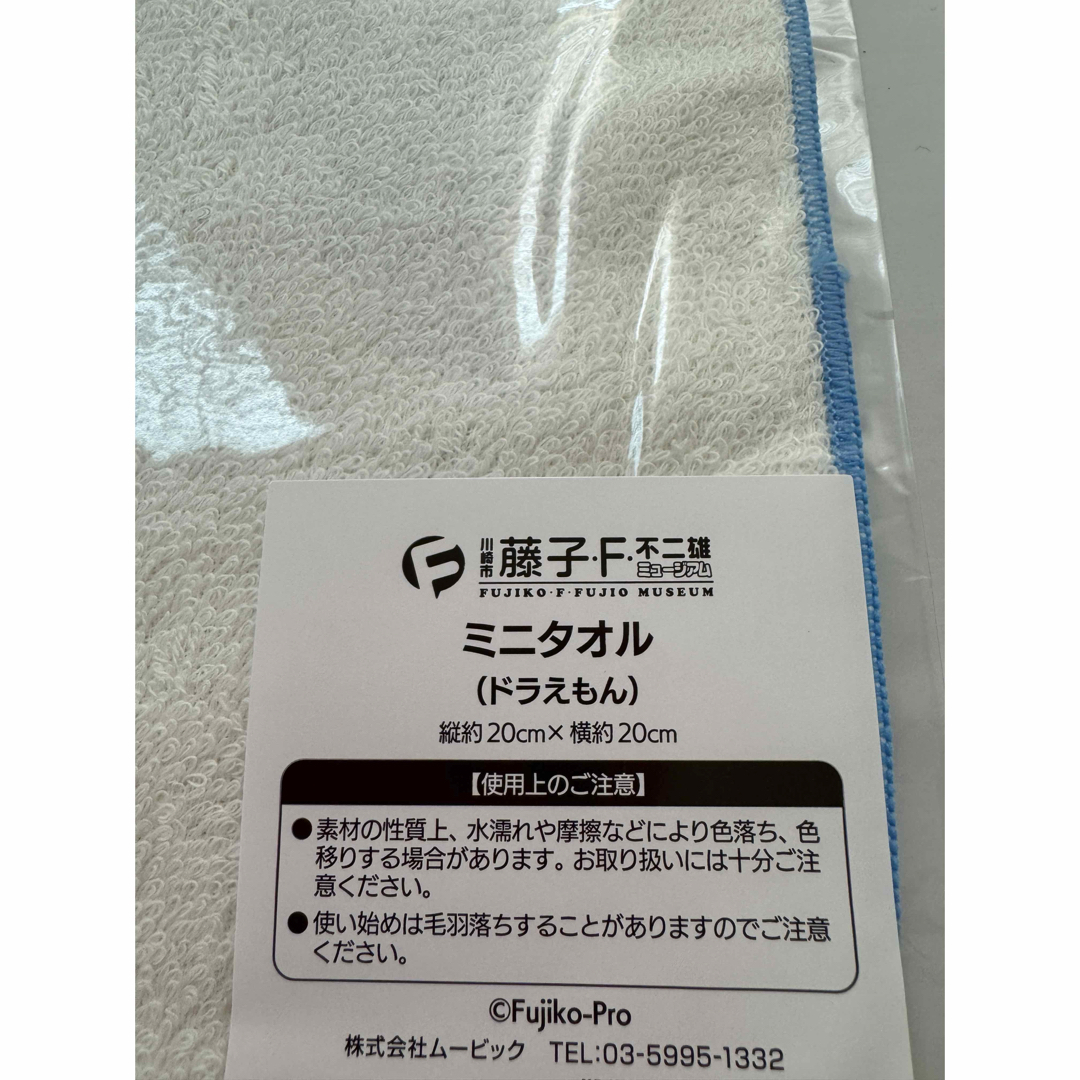 川崎市 藤子・F・不二雄 ミュージアム
FUJIKO・F・FUJIO MUSEUM
ミニタオル
(ドラえもん)
縦約20cm×横約20cm
【使用上のご注意】
●素材の性質上、水濡れや摩擦などにより色落ち、色
移りする場合があります。お取り扱いには十分ご注
意ください。
●使い始めは毛羽落ちすることがありますのでご注意
ください。
©Fujiko-Pro
株式会社ムービック TEL:03-5995-1332